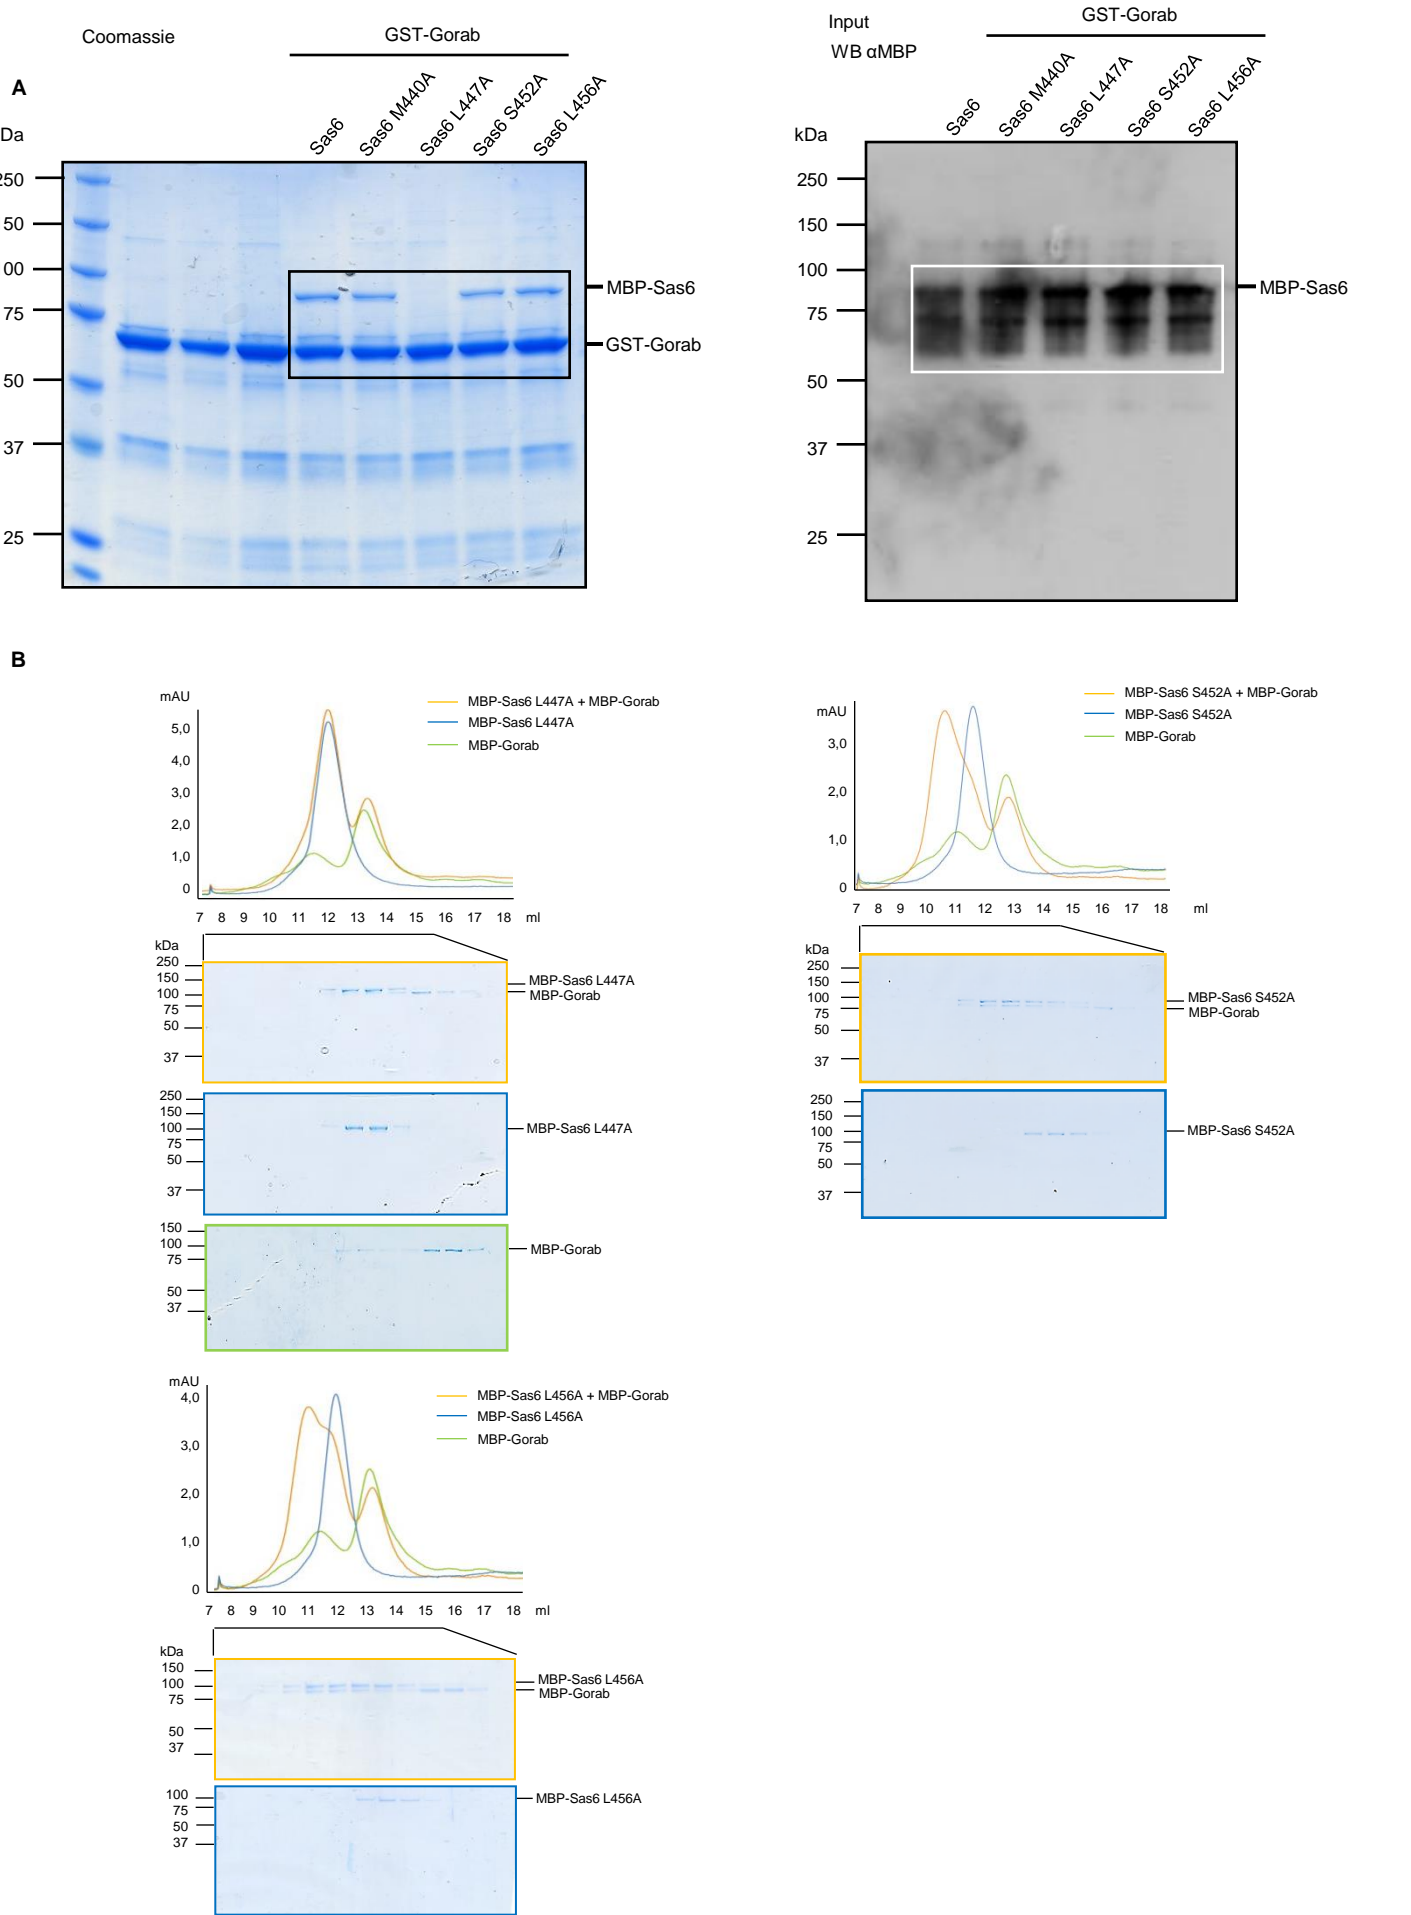 Coomassie
GST-Gorab
A
Sas6
Sas6 M440A
Sas6 L447A
Sas6 S452A
Sas6 L456A
Da
250
50
00
75
50
37
25
MBP-Sas6
GST-Gorab
Input
WB αMBP
GST-Gorab
Sas6
Sas6 M440A
Sas6 L447A
Sas6 S452A
Sas6 L456A
kDa
250
150
100
75
50
37
25
MBP-Sas6
B
mAU
5,0
4,0
3,0
2,0
1,0
0
7 8 9 10 11 12 13 14 15 16 17 18 ml
MBP-Sas6 L447A + MBP-Gorab
MBP-Sas6 L447A
MBP-Gorab
kDa
250
150
100
75
50
37
MBP-Sas6 L447A
MBP-Gorab
250
150
100
75
50
37
MBP-Sas6 L447A
150
100
75
50
37
MBP-Gorab
mAU
3,0
2,0
1,0
0
7 8 9 10 11 12 13 14 15 16 17 18 ml
MBP-Sas6 S452A + MBP-Gorab
MBP-Sas6 S452A
MBP-Gorab
kDa
250
150
100
75
50
37
MBP-Sas6 S452A
MBP-Gorab
250
150
100
75
50
37
MBP-Sas6 S452A
mAU
4,0
3,0
2,0
1,0
0
7 8 9 10 11 12 13 14 15 16 17 18 ml
MBP-Sas6 L456A + MBP-Gorab
MBP-Sas6 L456A
MBP-Gorab
kDa
150
100
75
50
37
MBP-Sas6 L456A
MBP-Gorab
100
75
50
37
MBP-Sas6 L456A